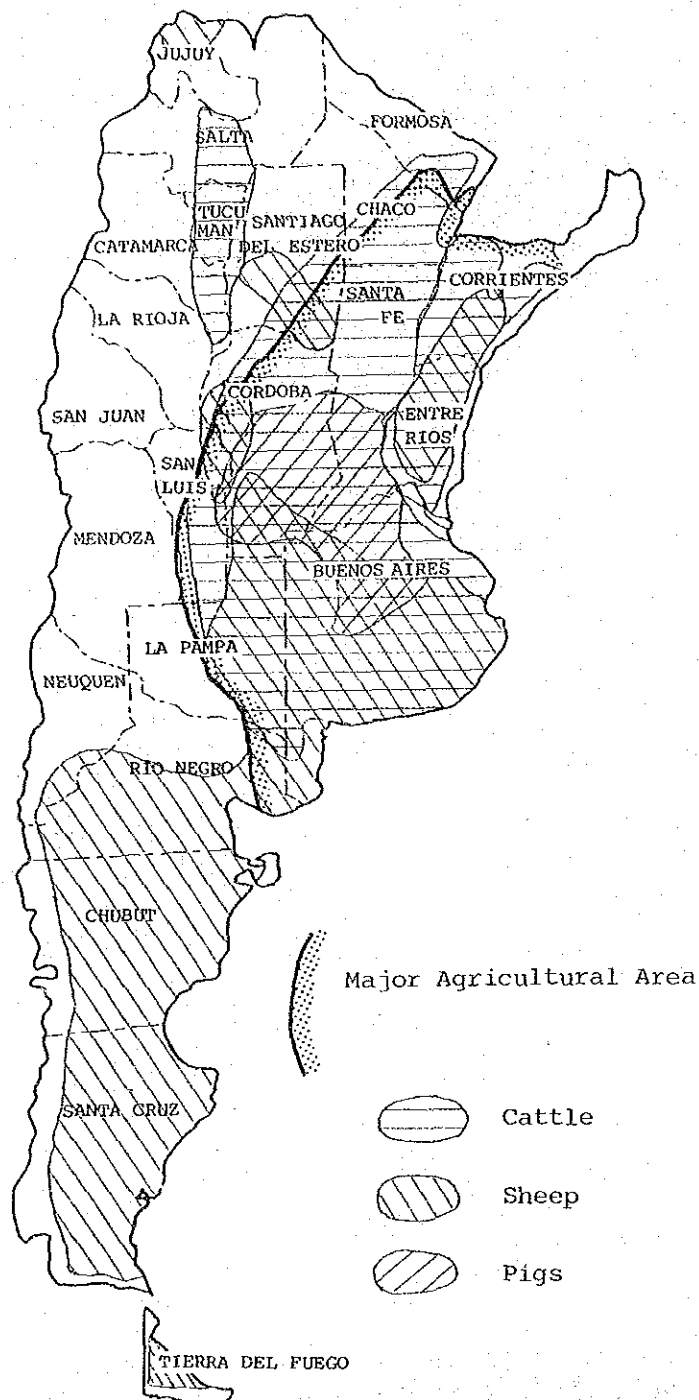 JUJUY
FORMOSA
SALTA
CHACO
TUCU
MAN
SANTIAGO
DEL ESTERO
CATAMARCA
CORRIENTES
SANTA
FE
LA RIOJA
CORDOBA
ENTRE
RIOS
SAN JUAN
SAN
LUIS
MENDOZA
BUENOS AIRES
LA PAMPA
NEUQUEN
RIO NEGRO
CHUBUT
Major Agricultural Area
SANTA CRUZ
Cattle
Sheep
Pigs
TIERRA DEL FUEGO